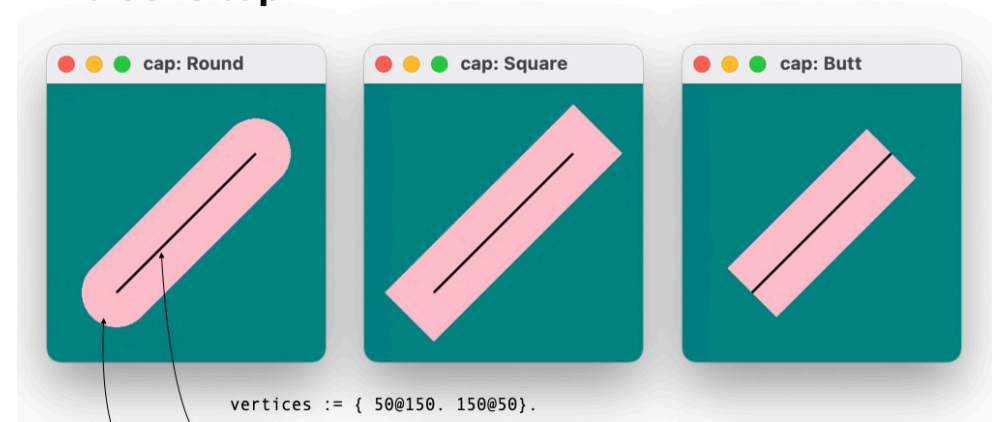 cap: Round
cap: Square
cap: Butt
vertices := { 50@150. 150@50}.